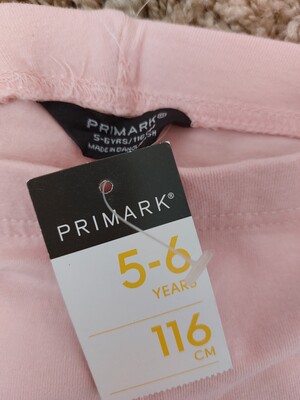 PRIMARK®
5-6YRS/116CM
PRIMARK®
5-6
YEARS
116
CM